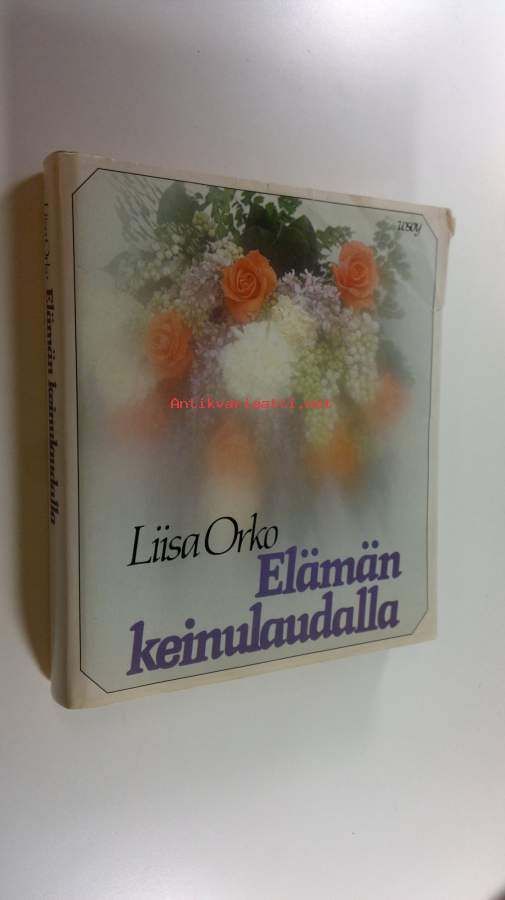 wsoy
Antikvariaatti.net
Liisa Orko
Elämän
keinulaudalla
Liisa Orko Elämän keinulaudalla